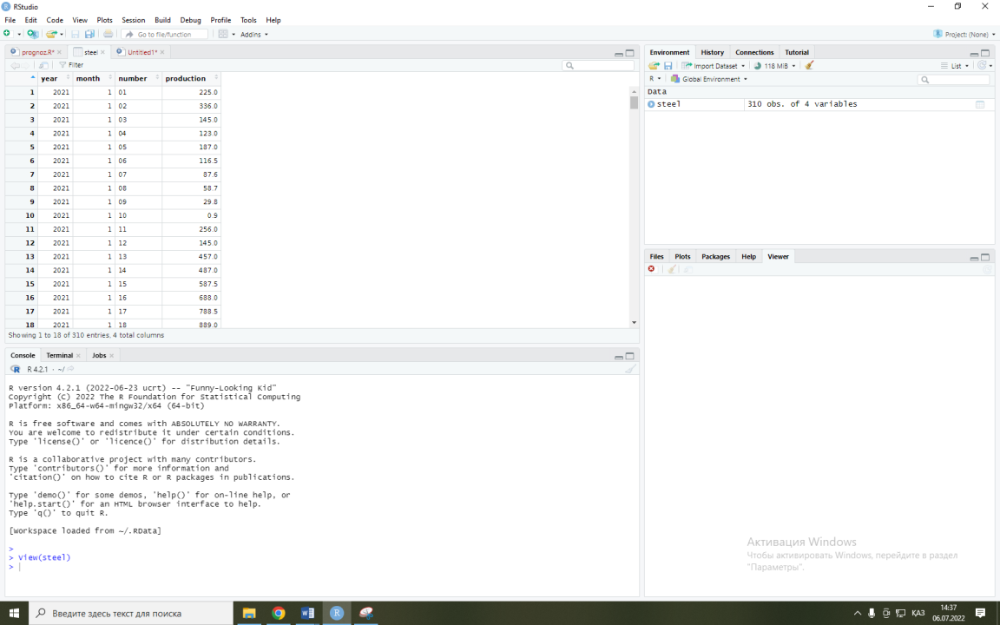 RStudio
File Edit Code View Plots Session Build Debug Profile Tools Help
Go to file/function Addins Project: (None)
prognoz.R* steel Untitled1*
Filter
year month number production
1 2021 1 01 225.0
2 2021 1 02 336.0
3 2021 1 03 145.0
4 2021 1 04 123.0
5 2021 1 05 187.0
6 2021 1 06 116.5
7 2021 1 07 87.6
8 2021 1 08 58.7
9 2021 1 09 29.8
10 2021 1 10 0.9
11 2021 1 11 256.0
12 2021 1 12 145.0
13 2021 1 13 457.0
14 2021 1 14 487.0
15 2021 1 15 587.5
16 2021 1 16 688.0
17 2021 1 17 788.5
18 2021 1 18 889.0
Showing 1 to 18 of 310 entries, 4 total columns
Console Terminal Jobs
R 4.2.1 · ~/
R version 4.2.1 (2022-06-23 ucrt) -- "Funny-Looking Kid"
Copyright (C) 2022 The R Foundation for Statistical Computing
Platform: x86_64-w64-mingw32/x64 (64-bit)
R is free software and comes with ABSOLUTELY NO WARRANTY.
You are welcome to redistribute it under certain conditions.
Type 'license()' or 'licence()' for distribution details.
R is a collaborative project with many contributors.
Type 'contributors()' for more information and
'citation()' on how to cite R or R packages in publications.
Type 'demo()' for some demos, 'help()' for on-line help, or
'help.start()' for an HTML browser interface to help.
Type 'q()' to quit R.
[Workspace loaded from ~/.RData]
>
> View(steel)
>
Environment History Connections Tutorial
Import Dataset 118 MiB List
R Global Environment
Data
steel 310 obs. of 4 variables
Files Plots Packages Help Viewer
Активация Windows
Чтобы активировать Windows, перейдите в раздел
"Параметры".
Введите здесь текст для поиска
ҚАЗ
14:37
06.07.2022